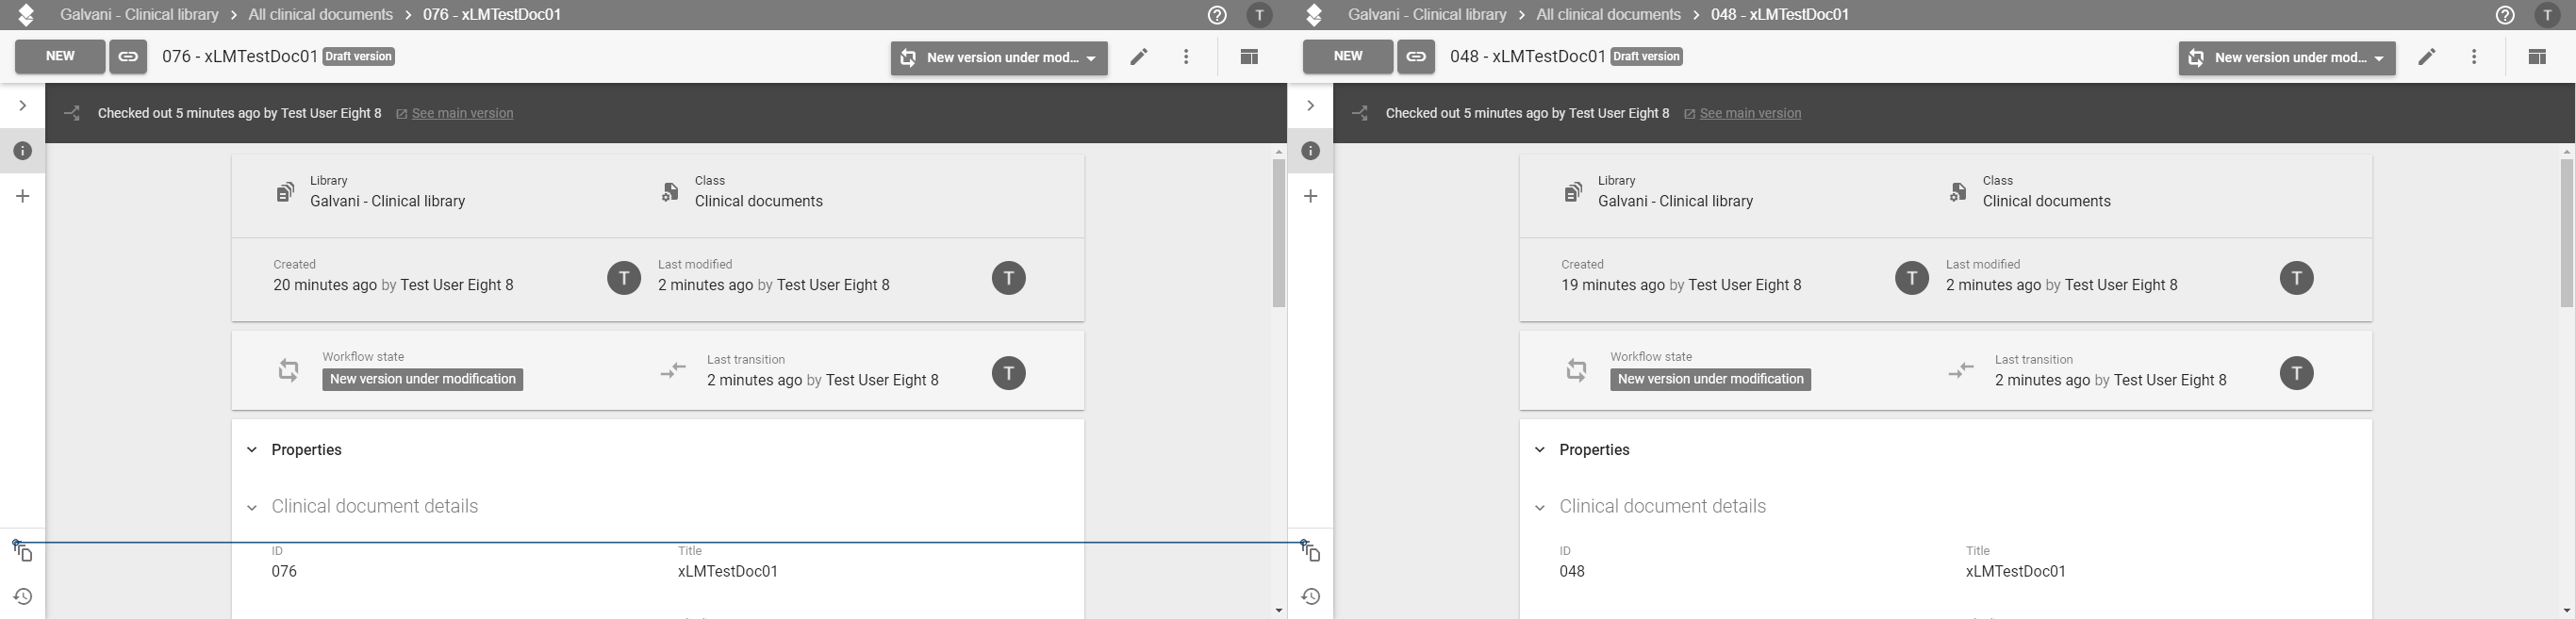 Galvani - Clinical library > All clinical documents > 076 - xLMTestDoc01
T
NEW
076 - xLMTestDoc01 Draft version
New version under mod...
Checked out 5 minutes ago by Test User Eight 8
See main version
Library
Galvani - Clinical library
Class
Clinical documents
Created
20 minutes ago by Test User Eight 8
T
Last modified
2 minutes ago by Test User Eight 8
T
Workflow state
New version under modification
Last transition
2 minutes ago by Test User Eight 8
T
Properties
Clinical document details
ID
076
Title
xLMTestDoc01
Galvani - Clinical library > All clinical documents > 048 - xLMTestDoc01
T
NEW
048 - xLMTestDoc01 Draft version
New version under mod...
Checked out 5 minutes ago by Test User Eight 8
See main version
Library
Galvani - Clinical library
Class
Clinical documents
Created
19 minutes ago by Test User Eight 8
T
Last modified
2 minutes ago by Test User Eight 8
T
Workflow state
New version under modification
Last transition
2 minutes ago by Test User Eight 8
T
Properties
Clinical document details
ID
048
Title
xLMTestDoc01